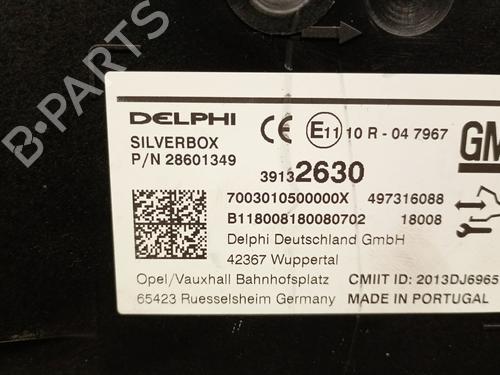 B-PARTS
DELPHI
SILVERBOX
P/N 28601349
E11 10 R - 04 7967
GM
39132630
7003010500000X 497316088
B118008180080702 18008
Delphi Deutschland GmbH
42367 Wuppertal
Opel/Vauxhall Bahnhofsplatz
65423 Ruesselsheim Germany
CMIIT ID: 2013DJ6965
MADE IN PORTUGAL